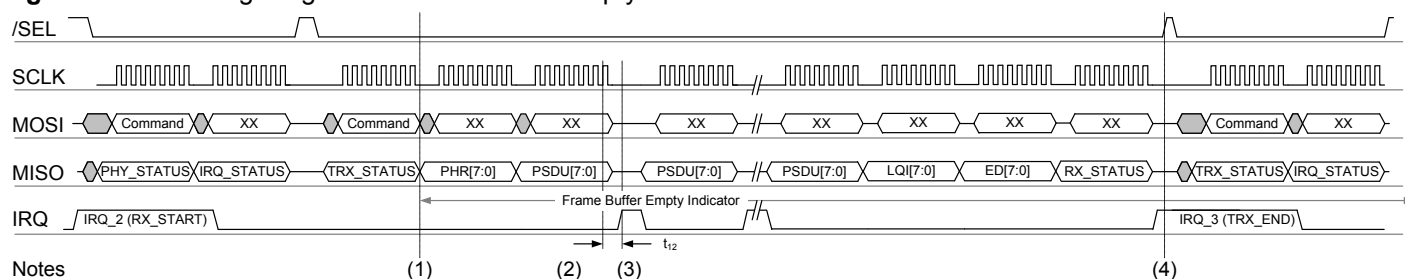 /SEL
SCLK
MOSI Command XX Command XX XX XX XX XX XX XX Command XX
MISO PHY_STATUS IRQ_STATUS TRX_STATUS PHR[7:0] PSDU[7:0] PSDU[7:0] PSDU[7:0] LQI[7:0] ED[7:0] RX_STATUS TRX_STATUS IRQ_STATUS
Frame Buffer Empty Indicator
IRQ IRQ_2 (RX_START) IRQ_3 (TRX_END)
t12
Notes (1) (2) (3) (4)